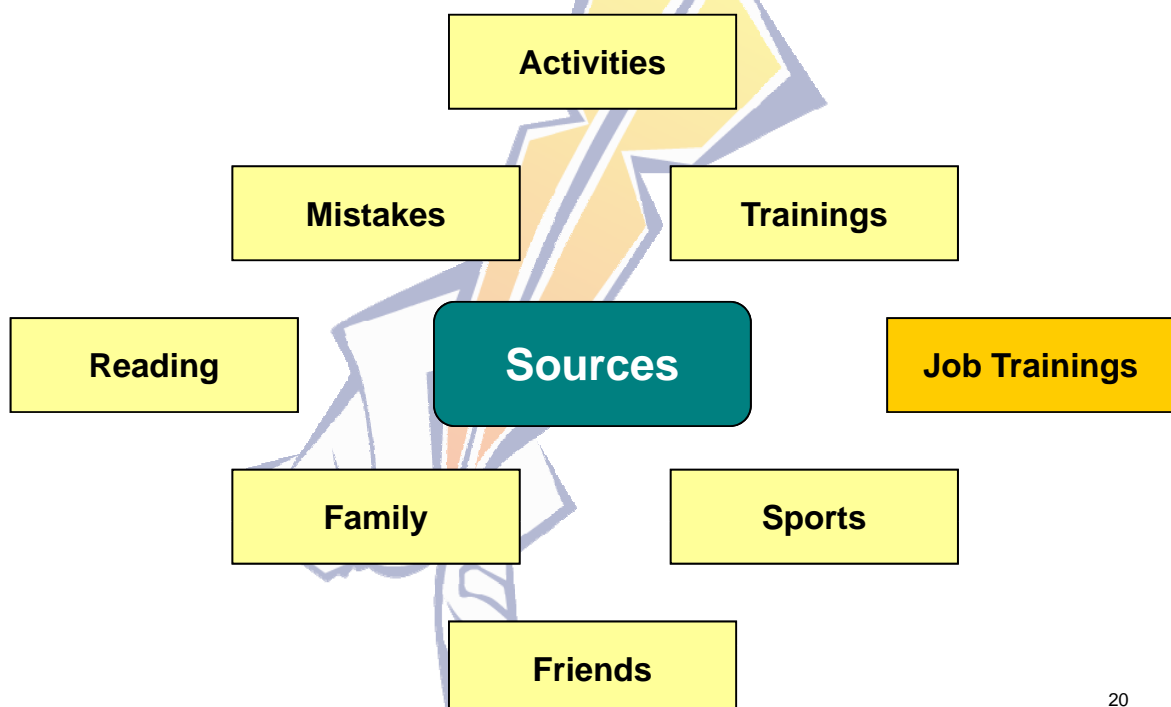 Activities
Mistakes
Trainings
Reading
Sources
Job Trainings
Family
Sports
Friends
20